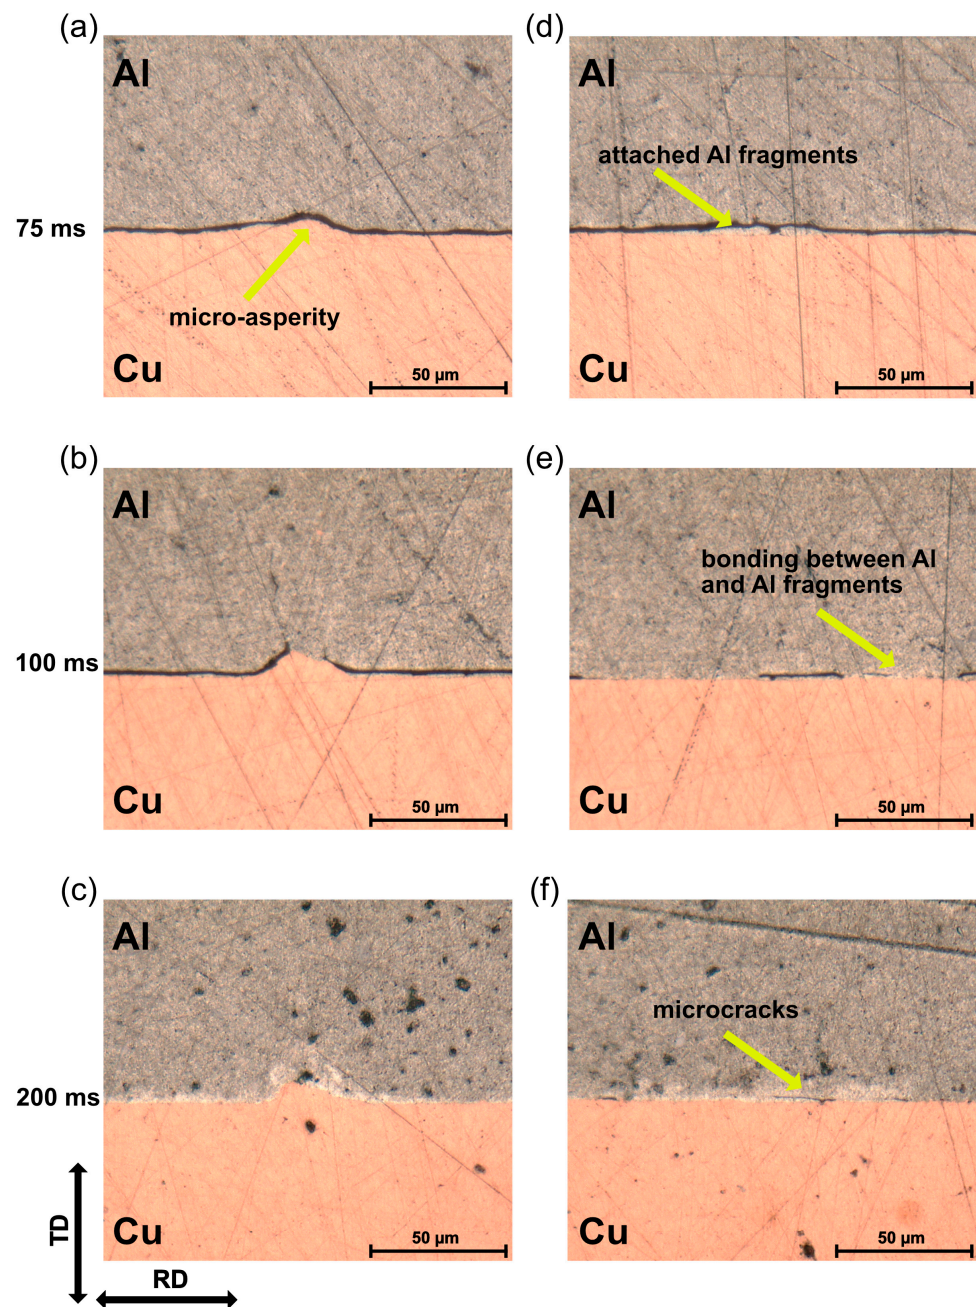 (a)
Al
75 ms
micro-asperity
Cu
50 µm
(d)
Al
attached Al fragments
Cu
50 µm
(b)
Al
100 ms
Cu
50 µm
(e)
Al
bonding between Al
and Al fragments
Cu
50 µm
(c)
Al
200 ms
Cu
50 µm
TD
RD
(f)
Al
microcracks
Cu
50 µm